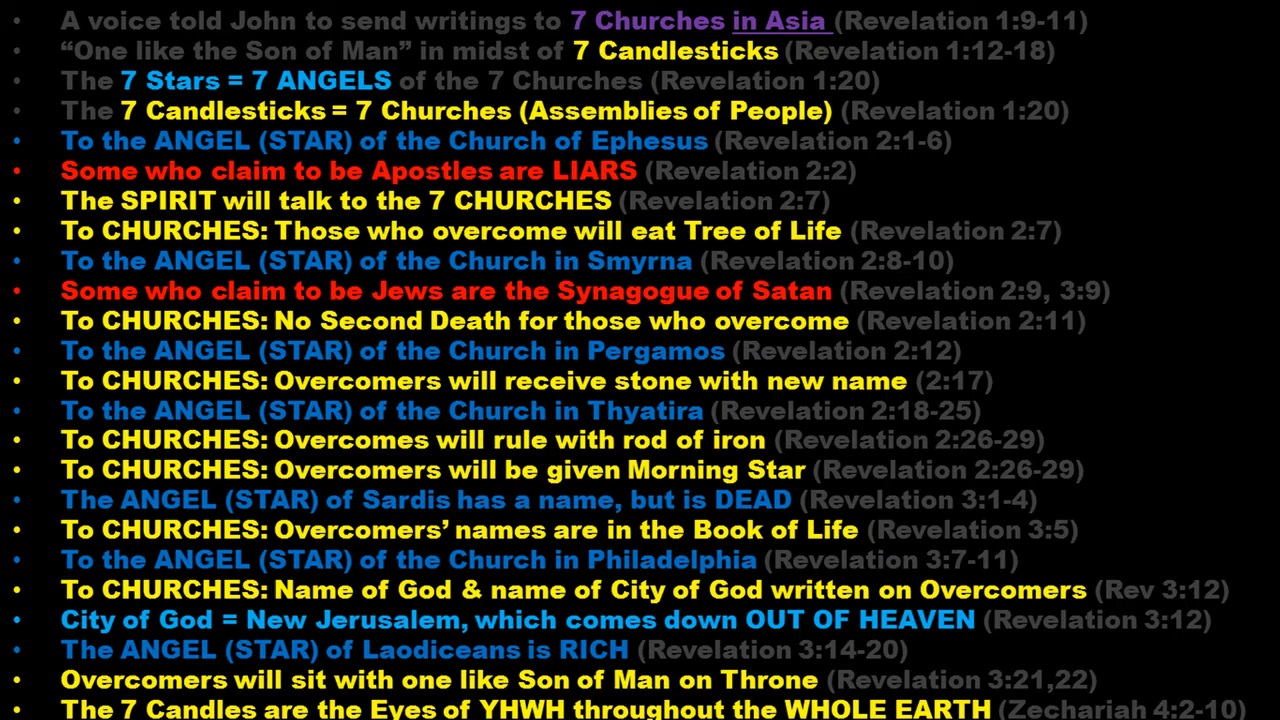 • A voice told John to send writings to 7 Churches in Asia (Revelation 1:9-11)
• “One like the Son of Man” in midst of 7 Candlesticks (Revelation 1:12-18)
• The 7 Stars = 7 ANGELS of the 7 Churches (Revelation 1:20)
• The 7 Candlesticks = 7 Churches (Assemblies of People) (Revelation 1:20)
• To the ANGEL (STAR) of the Church of Ephesus (Revelation 2:1-6)
• Some who claim to be Apostles are LIARS (Revelation 2:2)
• The SPIRIT will talk to the 7 CHURCHES (Revelation 2:7)
• To CHURCHES: Those who overcome will eat Tree of Life (Revelation 2:7)
• To the ANGEL (STAR) of the Church in Smyrna (Revelation 2:8-10)
• Some who claim to be Jews are the Synagogue of Satan (Revelation 2:9, 3:9)
• To CHURCHES: No Second Death for those who overcome (Revelation 2:11)
• To the ANGEL (STAR) of the Church in Pergamos (Revelation 2:12)
• To CHURCHES: Overcomers will receive stone with new name (2:17)
• To the ANGEL (STAR) of the Church in Thyatira (Revelation 2:18-25)
• To CHURCHES: Overcomes will rule with rod of iron (Revelation 2:26-29)
• To CHURCHES: Overcomers will be given Morning Star (Revelation 2:26-29)
• The ANGEL (STAR) of Sardis has a name, but is DEAD (Revelation 3:1-4)
• To CHURCHES: Overcomers’ names are in the Book of Life (Revelation 3:5)
• To the ANGEL (STAR) of the Church in Philadelphia (Revelation 3:7-11)
• To CHURCHES: Name of God & name of City of God written on Overcomers (Rev 3:12)
• City of God = New Jerusalem, which comes down OUT OF HEAVEN (Revelation 3:12)
• The ANGEL (STAR) of Laodiceans is RICH (Revelation 3:14-20)
• Overcomers will sit with one like Son of Man on Throne (Revelation 3:21,22)
• The 7 Candles are the Eyes of YHWH throughout the WHOLE EARTH (Zechariah 4:2-10)